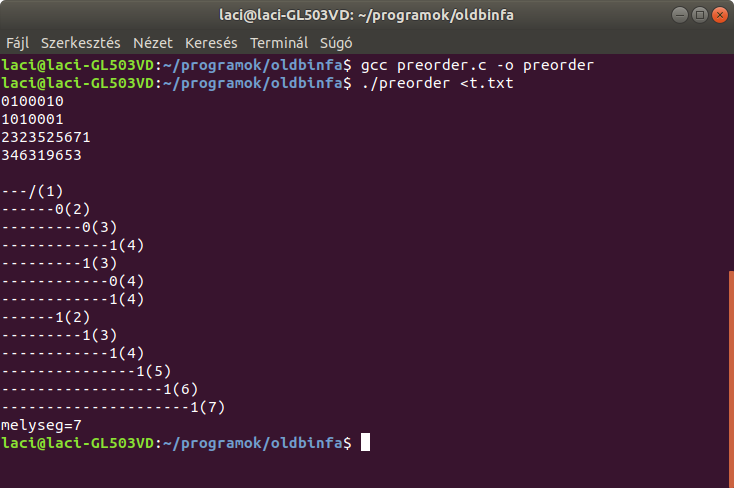 laci@laci-GL503VD: ~/programok/oldbinfa
Fájl Szerkesztés Nézet Keresés Terminál Súgó
laci@laci-GL503VD:~/programok/oldbinfa$ gcc preorder.c -o preorder
laci@laci-GL503VD:~/programok/oldbinfa$ ./preorder <t.txt
0100010
1010001
2323525671
346319653
---/(1)
------0(2)
---------0(3)
------------1(4)
---------1(3)
------------0(4)
------------1(4)
------1(2)
---------1(3)
------------1(4)
---------------1(5)
------------------1(6)
---------------------1(7)
melyseg=7
laci@laci-GL503VD:~/programok/oldbinfa$